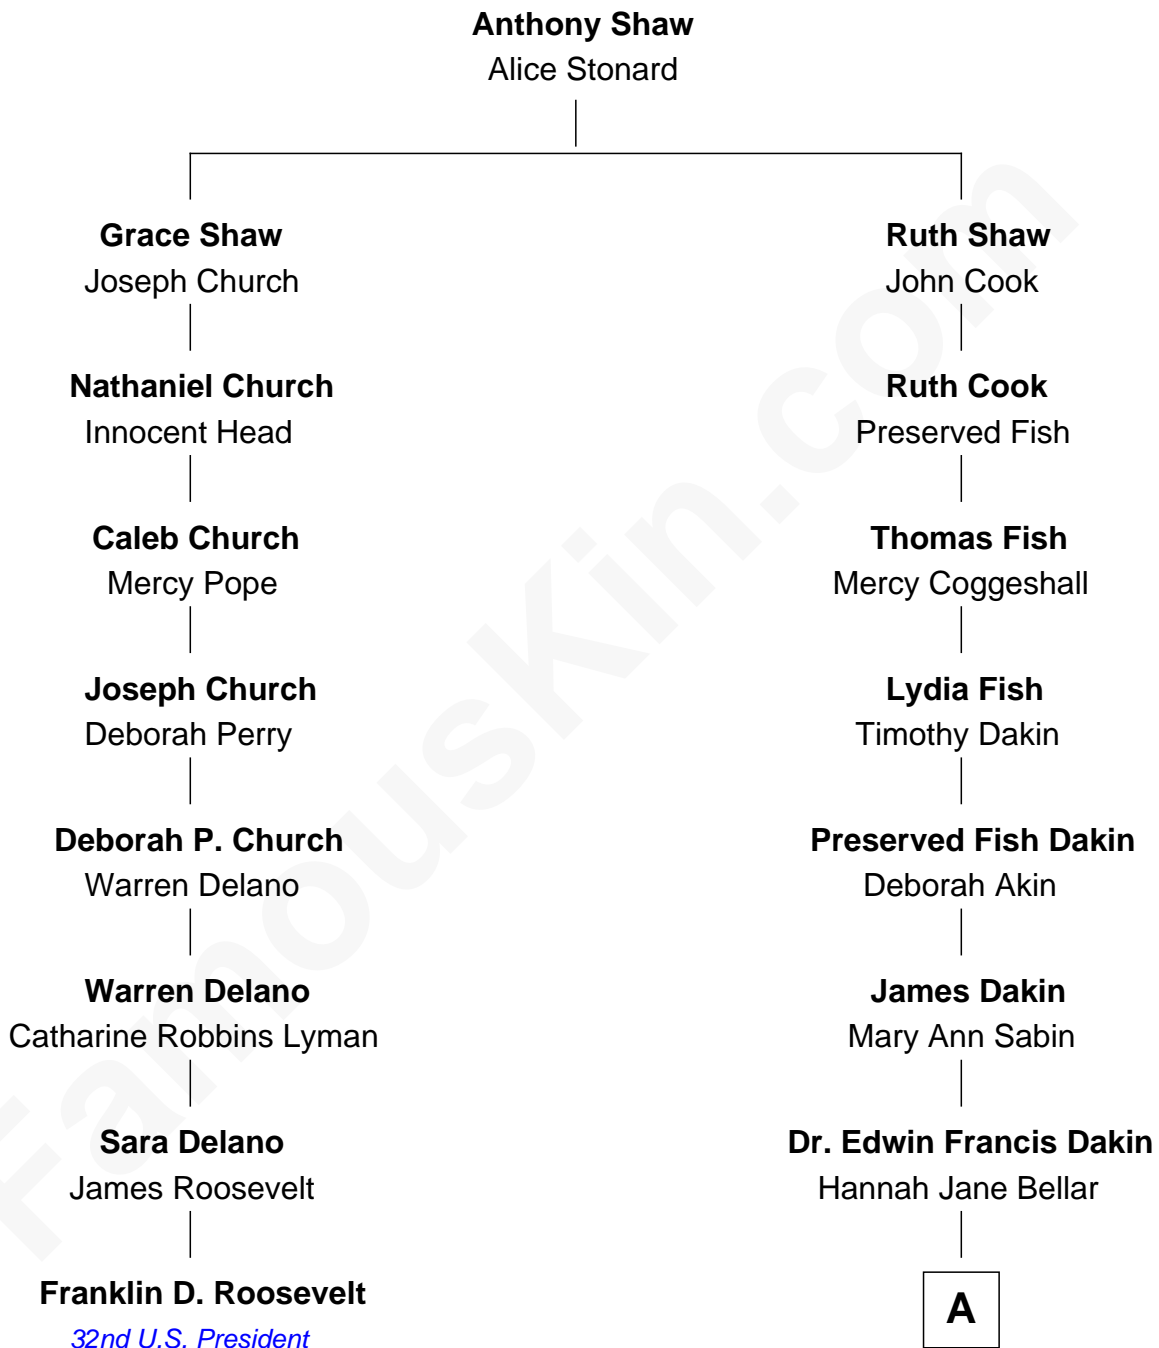 Anthony Shaw
Alice Stonard
Grace Shaw
Joseph Church
Ruth Shaw
John Cook
Nathaniel Church
Innocent Head
Ruth Cook
Preserved Fish
Caleb Church
Mercy Pope
Thomas Fish
Mercy Coggeshall
Joseph Church
Deborah Perry
Lydia Fish
Timothy Dakin
Deborah P. Church
Warren Delano
Preserved Fish Dakin
Deborah Akin
Warren Delano
Catharine Robbins Lyman
James Dakin
Mary Ann Sabin
Sara Delano
James Roosevelt
Dr. Edwin Francis Dakin
Hannah Jane Bellar
Franklin D. Roosevelt
32nd U.S. President
A
FamousKin.com